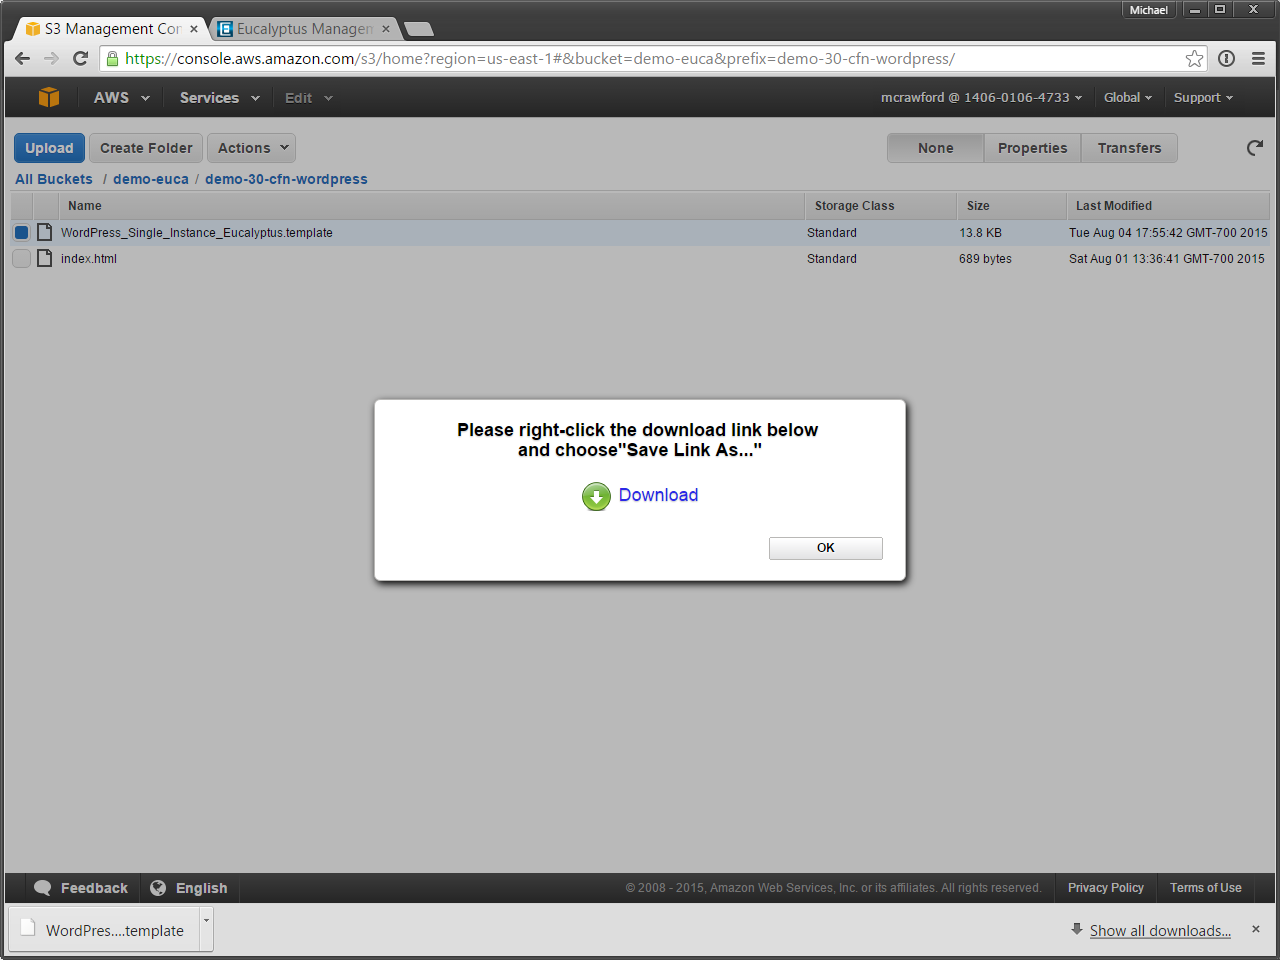 Michael
S3 Management Con
Eucalyptus Managem
https://console.aws.amazon.com/s3/home?region=us-east-1#&bucket=demo-euca&prefix=demo-30-cfn-wordpress/
AWS Services Edit mcrawford @ 1406-0106-4733 Global Support
Upload Create Folder Actions None Properties Transfers
All Buckets / demo-euca / demo-30-cfn-wordpress
Name Storage Class Size Last Modified
WordPress_Single_Instance_Eucalyptus.template Standard 13.8 KB Tue Aug 04 17:55:42 GMT-700 2015
index.html Standard 689 bytes Sat Aug 01 13:36:41 GMT-700 2015
Please right-click the download link below
and choose"Save Link As..."
Download
OK
Feedback English © 2008 - 2015, Amazon Web Services, Inc. or its affiliates. All rights reserved. Privacy Policy Terms of Use
WordPres....template Show all downloads...